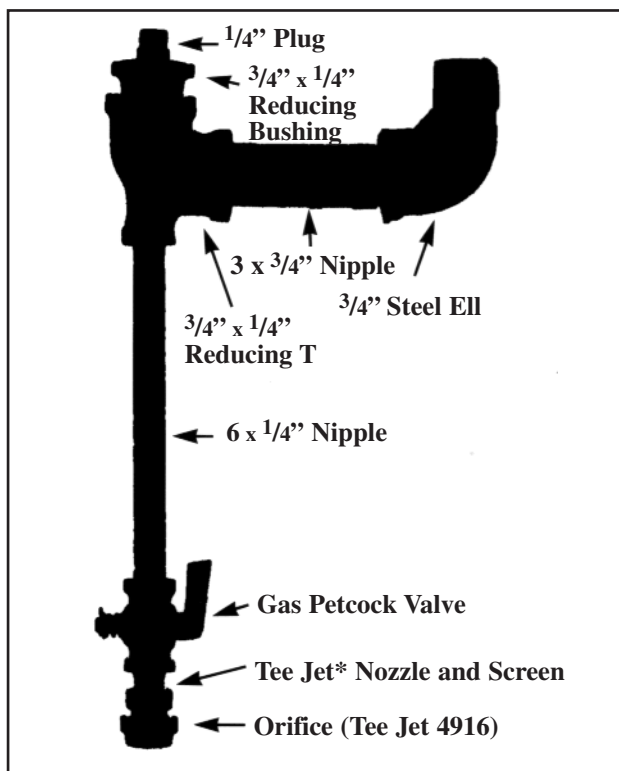 1/4” Plug
3/4” x 1/4”
Reducing
Bushing
3 x 3/4” Nipple
3/4” Steel Ell
3/4” x 1/4”
Reducing T
6 x 1/4” Nipple
Gas Petcock Valve
Tee Jet* Nozzle and Screen
Orifice (Tee Jet 4916)